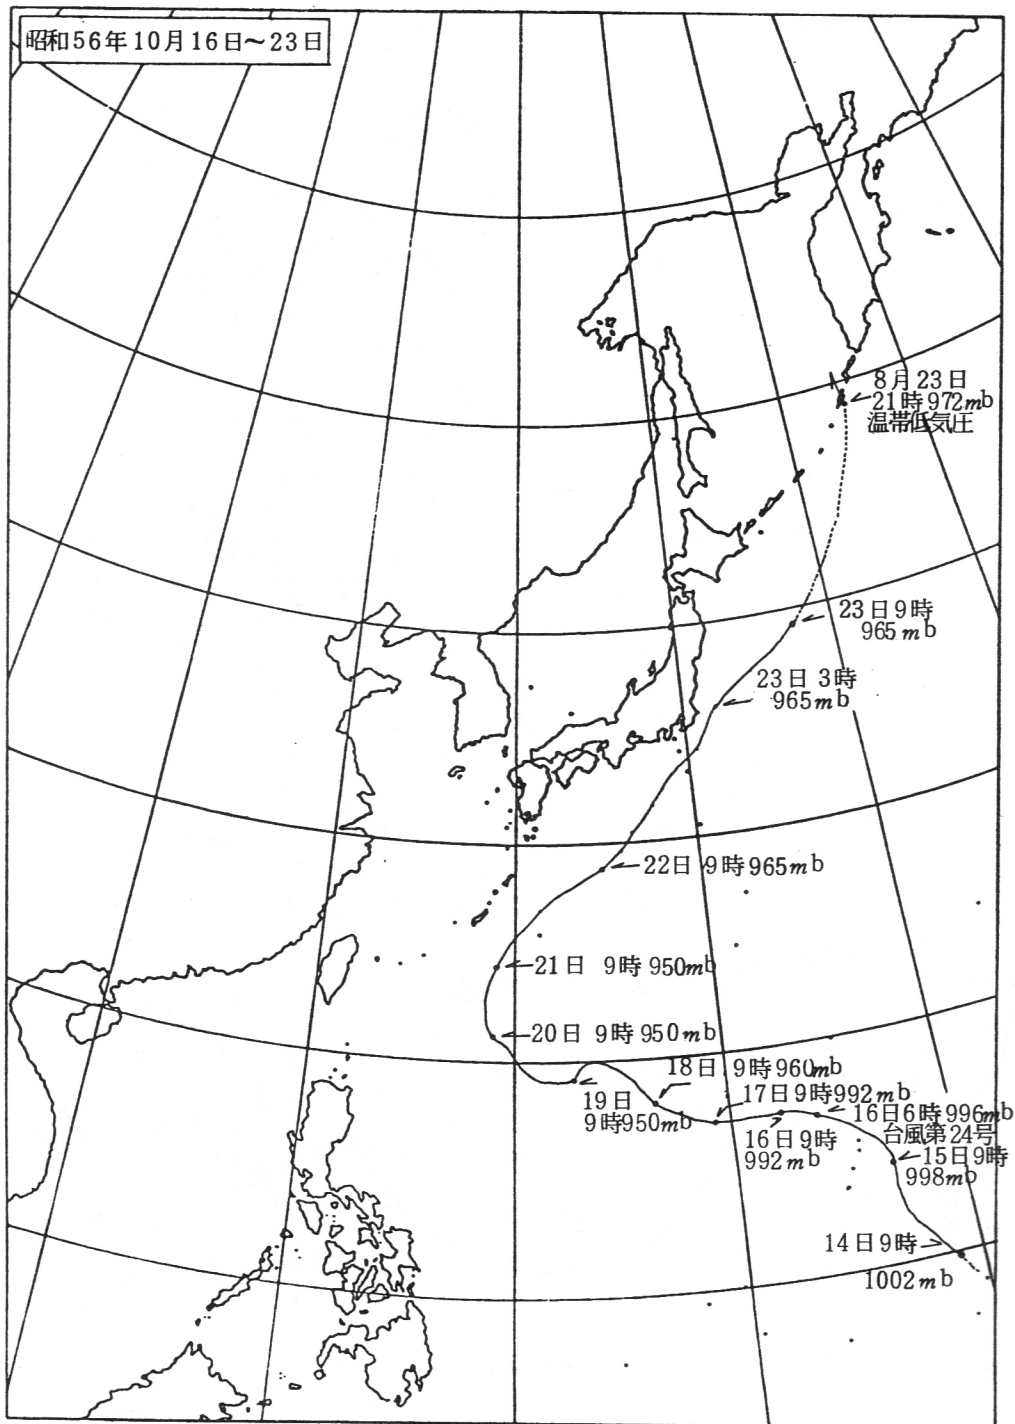 昭和56年10月16日～23日
8月23日
21時972mb
温帯低気圧
23日9時
965mb
23日3時
965mb
22日9時965mb
21日 9時950mb
20日 9時950mb
18日9時960mb
17日9時992mb
19日
9時950mb
16日6時996mb
台風第24号
16日9時
992mb
15日9時
998mb
14日9時
1002mb